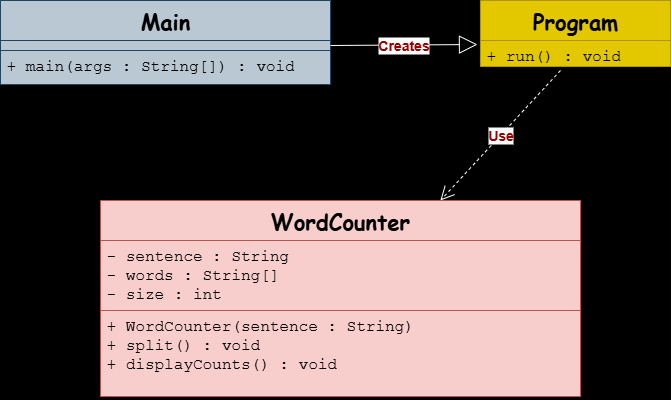 Main
+ main(args : String[]) : void
Creates
Program
+ run() : void
Use
WordCounter
- sentence : String
- words : String[]
- size : int
+ WordCounter(sentence : String)
+ split() : void
+ displayCounts() : void